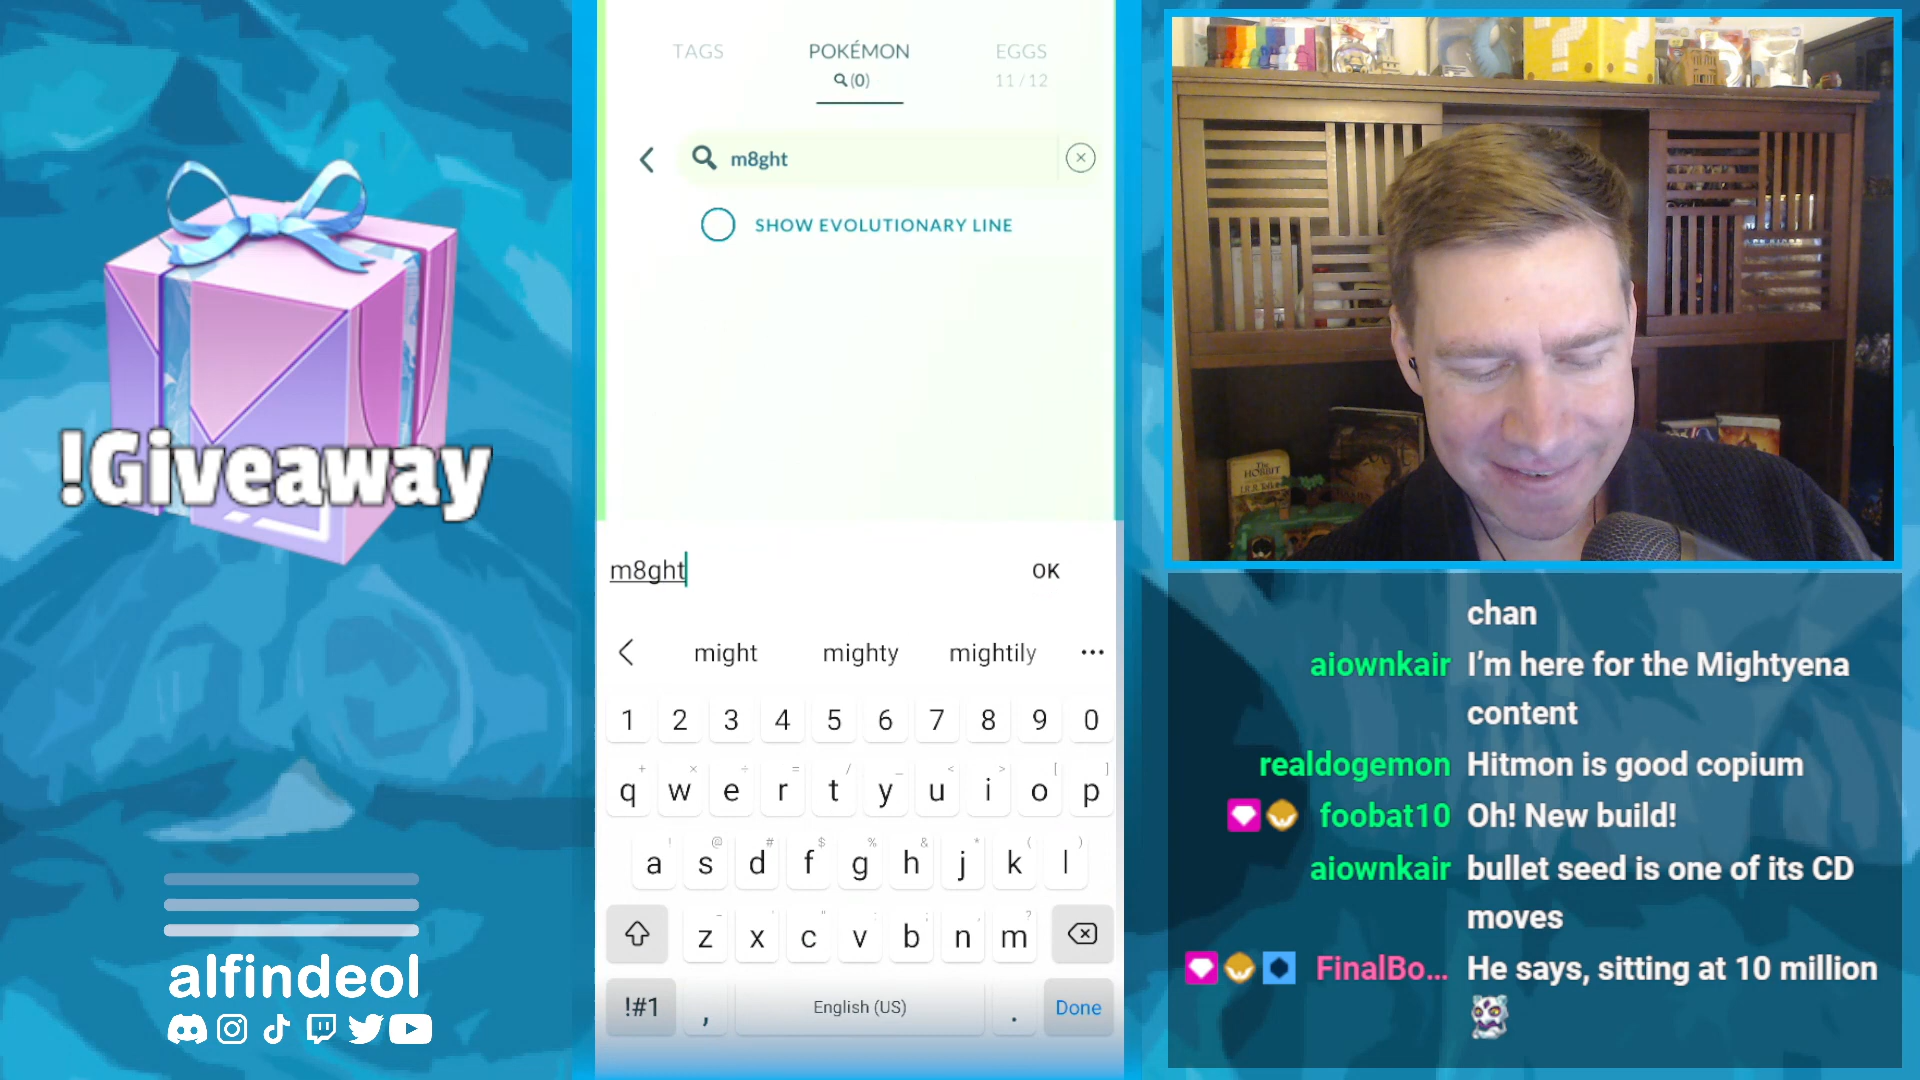 !Giveaway
alfindeol
TAGS
POKÉMON
(0)
EGGS
11 / 12
m8ght
SHOW EVOLUTIONARY LINE
m8ght
OK
might mighty mightily ...
1 2 3 4 5 6 7 8 9 0
q w e r t y u i o p
a s d f g h j k l
z x c v b n m
!#1 , English (US) . Done
THE HOBBIT
chan
aiownkair I’m here for the Mightyena
content
realdogemon Hitmon is good copium
foobat10 Oh! New build!
aiownkair bullet seed is one of its CD
moves
FinalBo... He says, sitting at 10 million